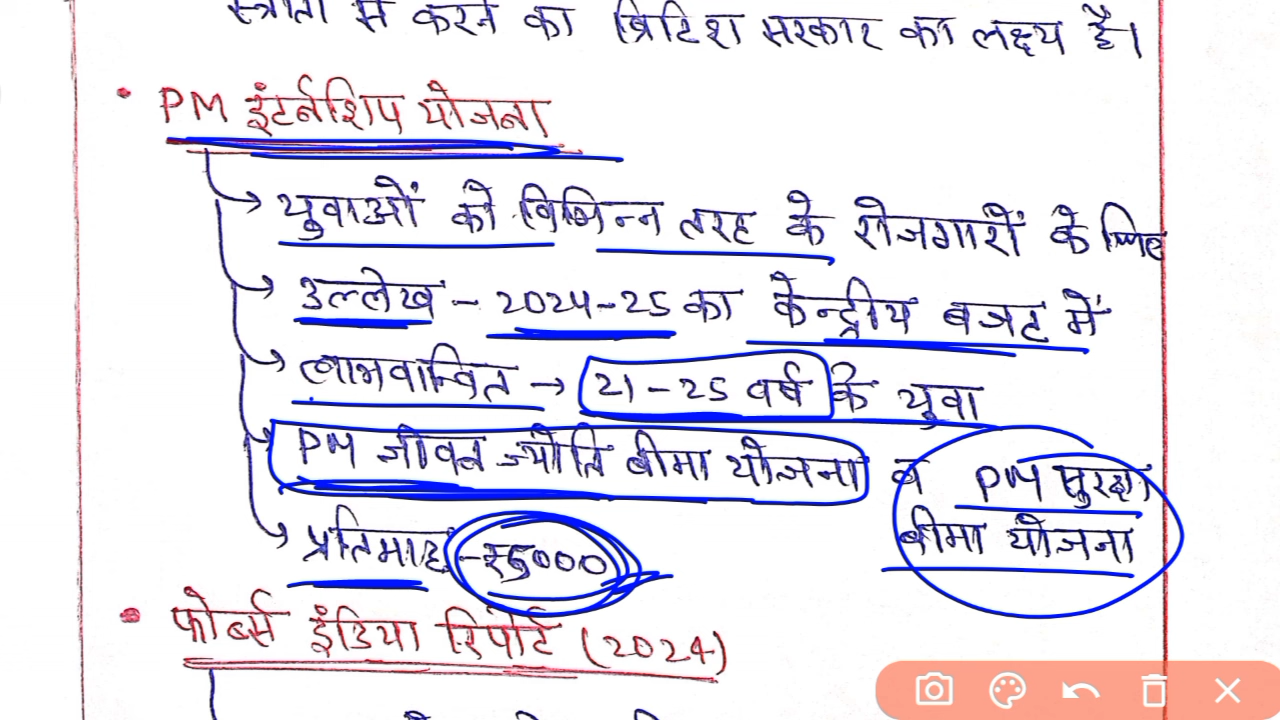 स्त्रोतों से करने का ब्रिटिश सरकार का लक्ष्य है।
• PM इंटर्नशिप योजना
→ युवाओं को विभिन्न तरह के रोजगारों के लिए
→ उल्लेख - 2024-25 का केन्द्रीय बजट में
→ लाभवान्वित → 21-25 वर्ष के युवा
→ PM जीवन ज्योति बीमा योजना व PM सुरक्षा
बीमा योजना
→ प्रतिमाह - ₹5000
• फोर्ब्स इंडिया रिपोर्ट (2024)